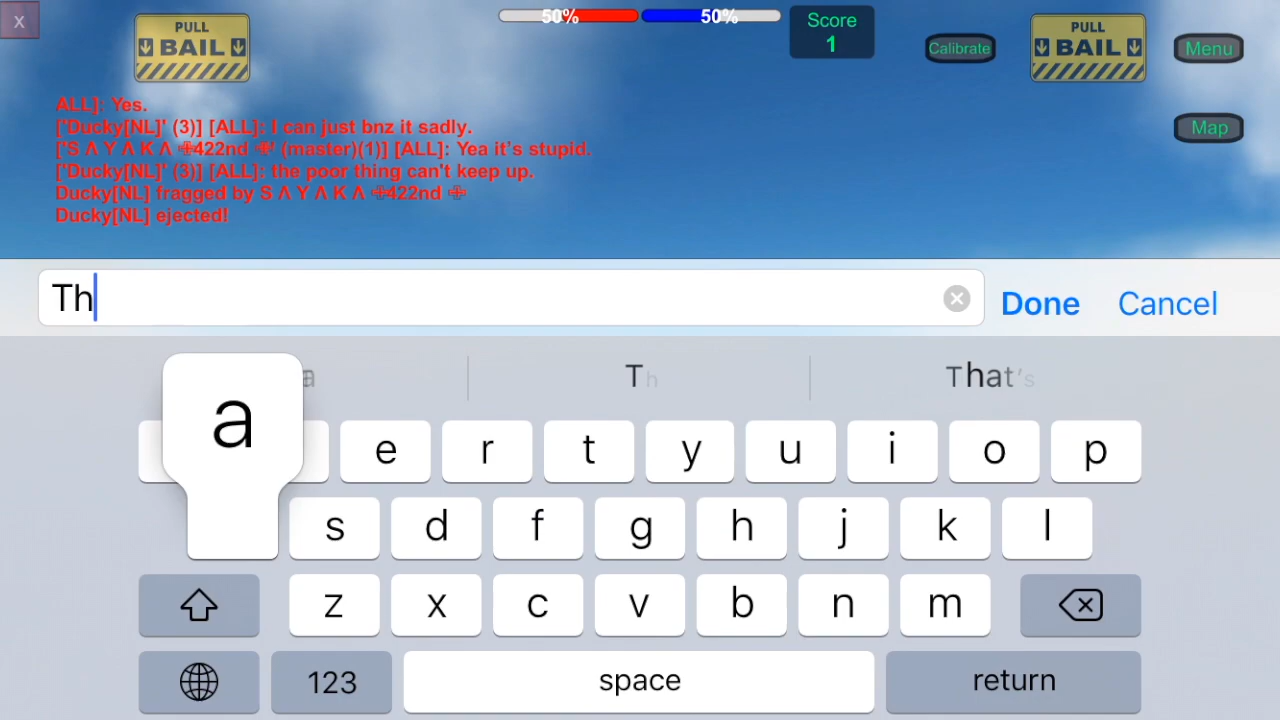 x
PULL
BAIL
50%
50%
Score
1
Calibrate
PULL
BAIL
Menu
Map
ALL]: Yes.
['Ducky[NL]' (3)] [ALL]: I can just bnz it sadly.
['S Λ Y Λ K Λ ✙422nd ✙' (master)(1)] [ALL]: Yea it's stupid.
['Ducky[NL]' (3)] [ALL]: the poor thing can't keep up.
Ducky[NL] fragged by S Λ Y Λ K Λ ✙422nd ✙
Ducky[NL] ejected!
Th
Done
Cancel
Th
That's
a
e r t y u i o p
s d f g h j k l
z x c v b n m
123
space
return